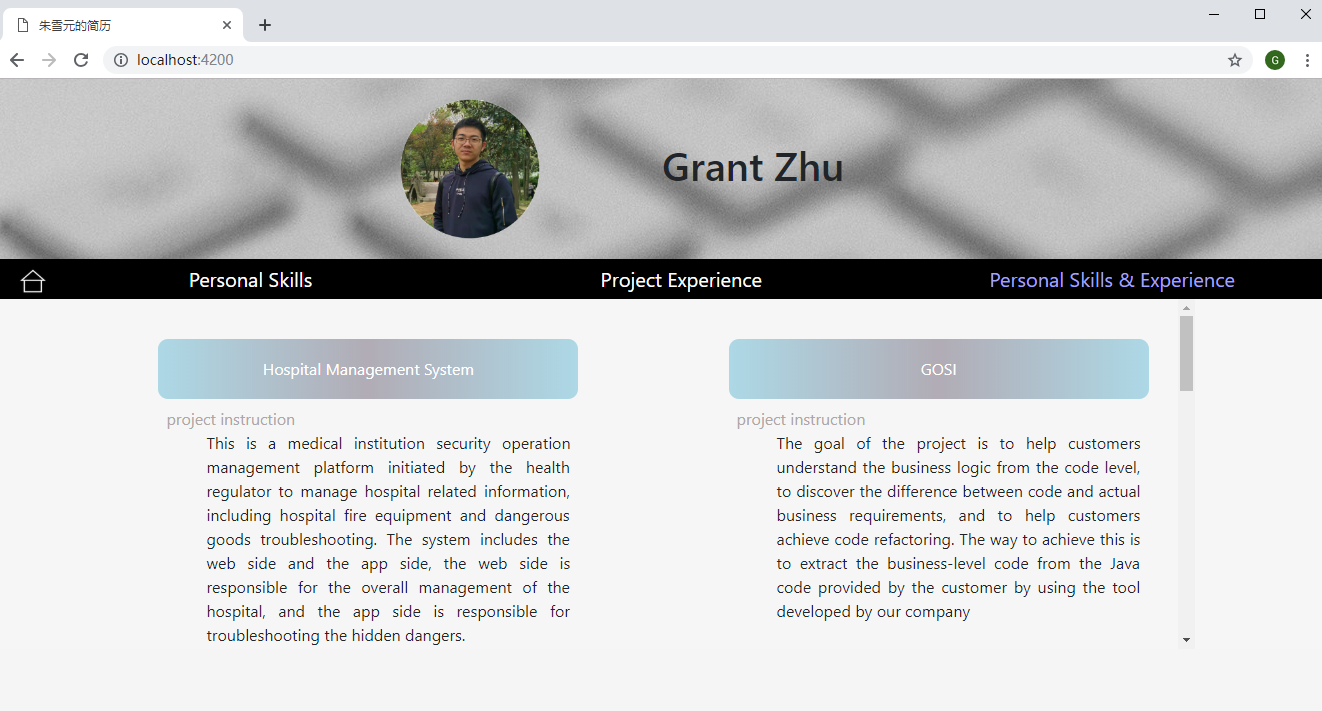 朱雪元的简历
localhost:4200
G
Grant Zhu
Personal Skills
Project Experience
Personal Skills & Experience
Hospital Management System
project instruction
This is a medical institution security operation
management platform initiated by the health
regulator to manage hospital related information,
including hospital fire equipment and dangerous
goods troubleshooting. The system includes the
web side and the app side, the web side is
responsible for the overall management of the
hospital, and the app side is responsible for
troubleshooting the hidden dangers.
GOSI
project instruction
The goal of the project is to help customers
understand the business logic from the code level,
to discover the difference between code and actual
business requirements, and to help customers
achieve code refactoring. The way to achieve this is
to extract the business-level code from the Java
code provided by the customer by using the tool
developed by our company